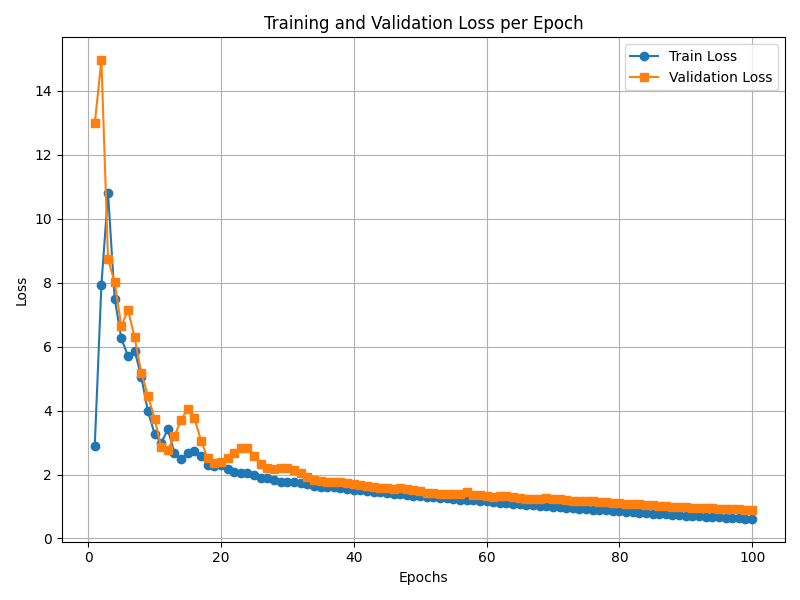 Training and Validation Loss per Epoch
Train Loss
Validation Loss
14
12
10
8
6
4
2
0
Loss
0 20 40 60 80 100
Epochs